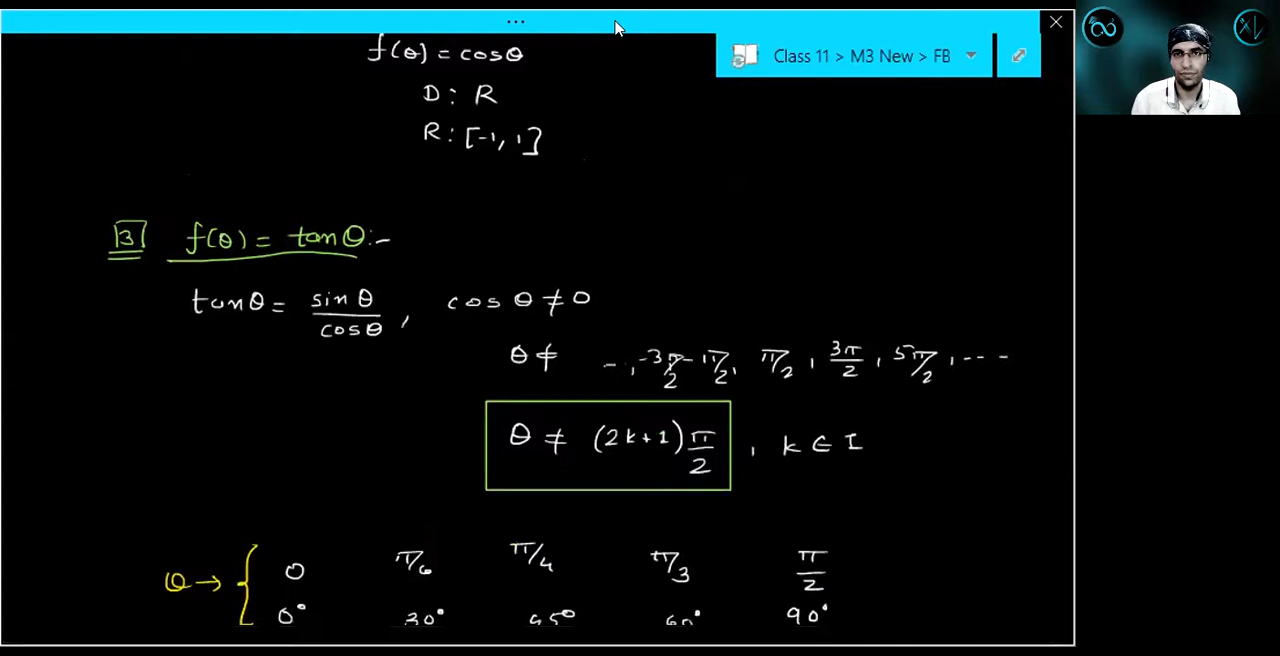 ...
f(θ) = cosθ
Class 11 > M3 New > FB
D : R
R : [-1, 1]
3 f(θ) = tanθ :-
tanθ = sinθ/cosθ , cosθ ≠ 0
θ ≠ --, -3π/2, -π/2, π/2, 3π/2, 5π/2, ---
θ ≠ (2k+1)π/2 , k ∈ I
θ → { 0 π/6 π/4 π/3 π/2
0° 30° 45° 60° 90°